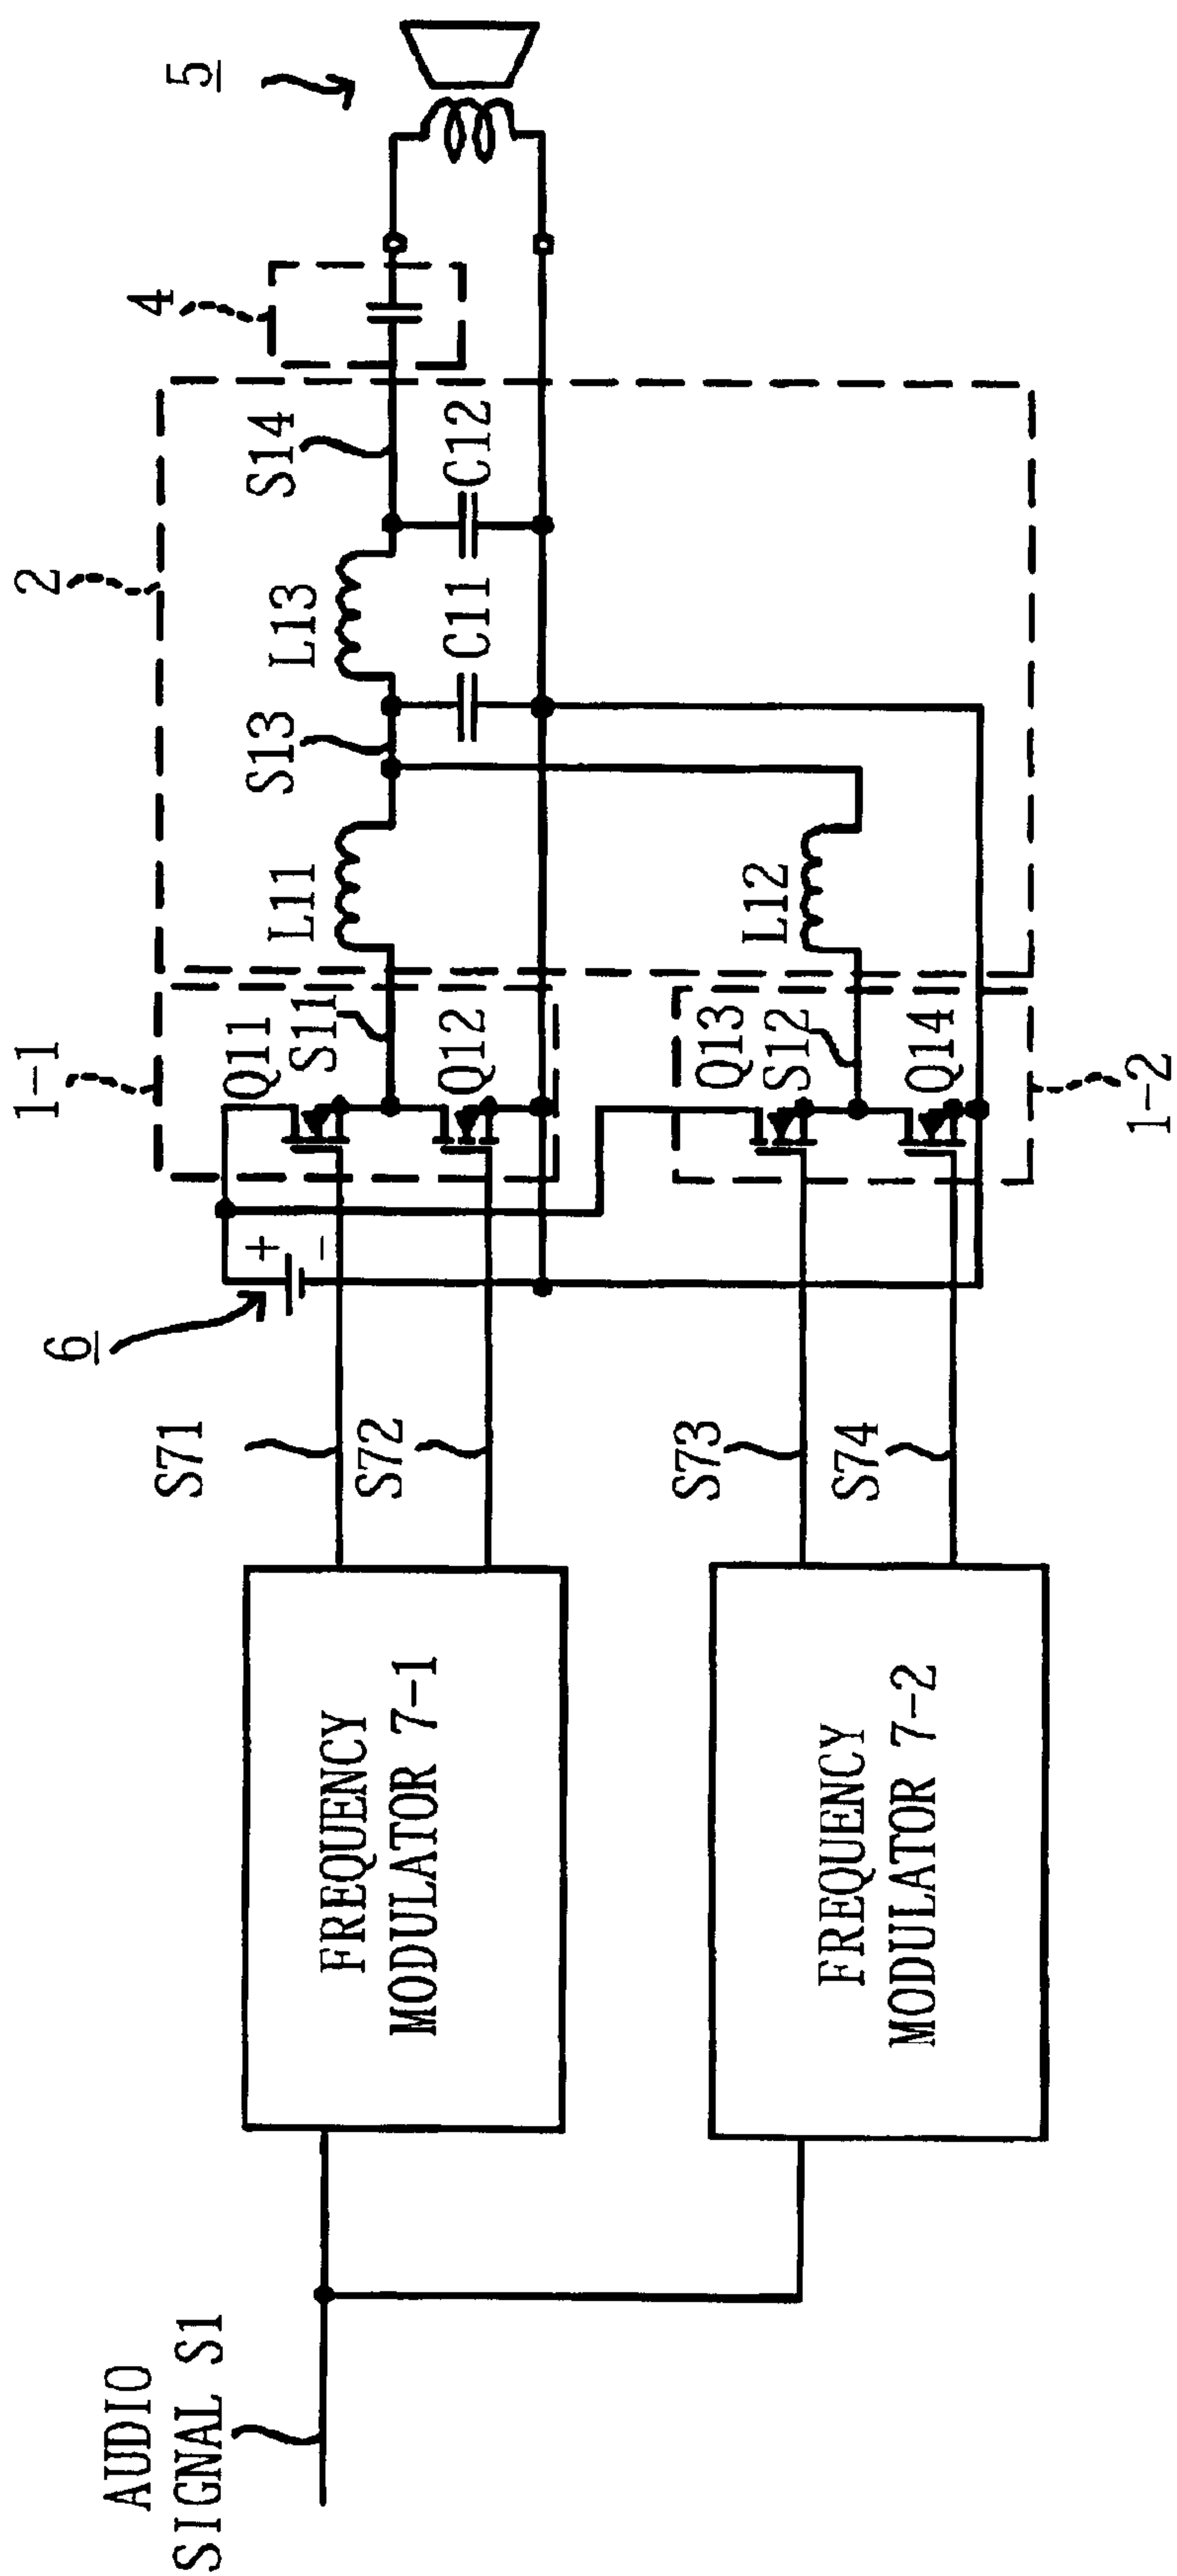 AUDIO
SIGNAL S1
FREQUENCY
MODULATOR 7-1
FREQUENCY
MODULATOR 7-2
S71
S72
S73
S74
6
+
-
1-1
Q11
S11
Q12
Q13
S12
Q14
1-2
2
L11
S13
L13
S14
C11
C12
L12
4
5